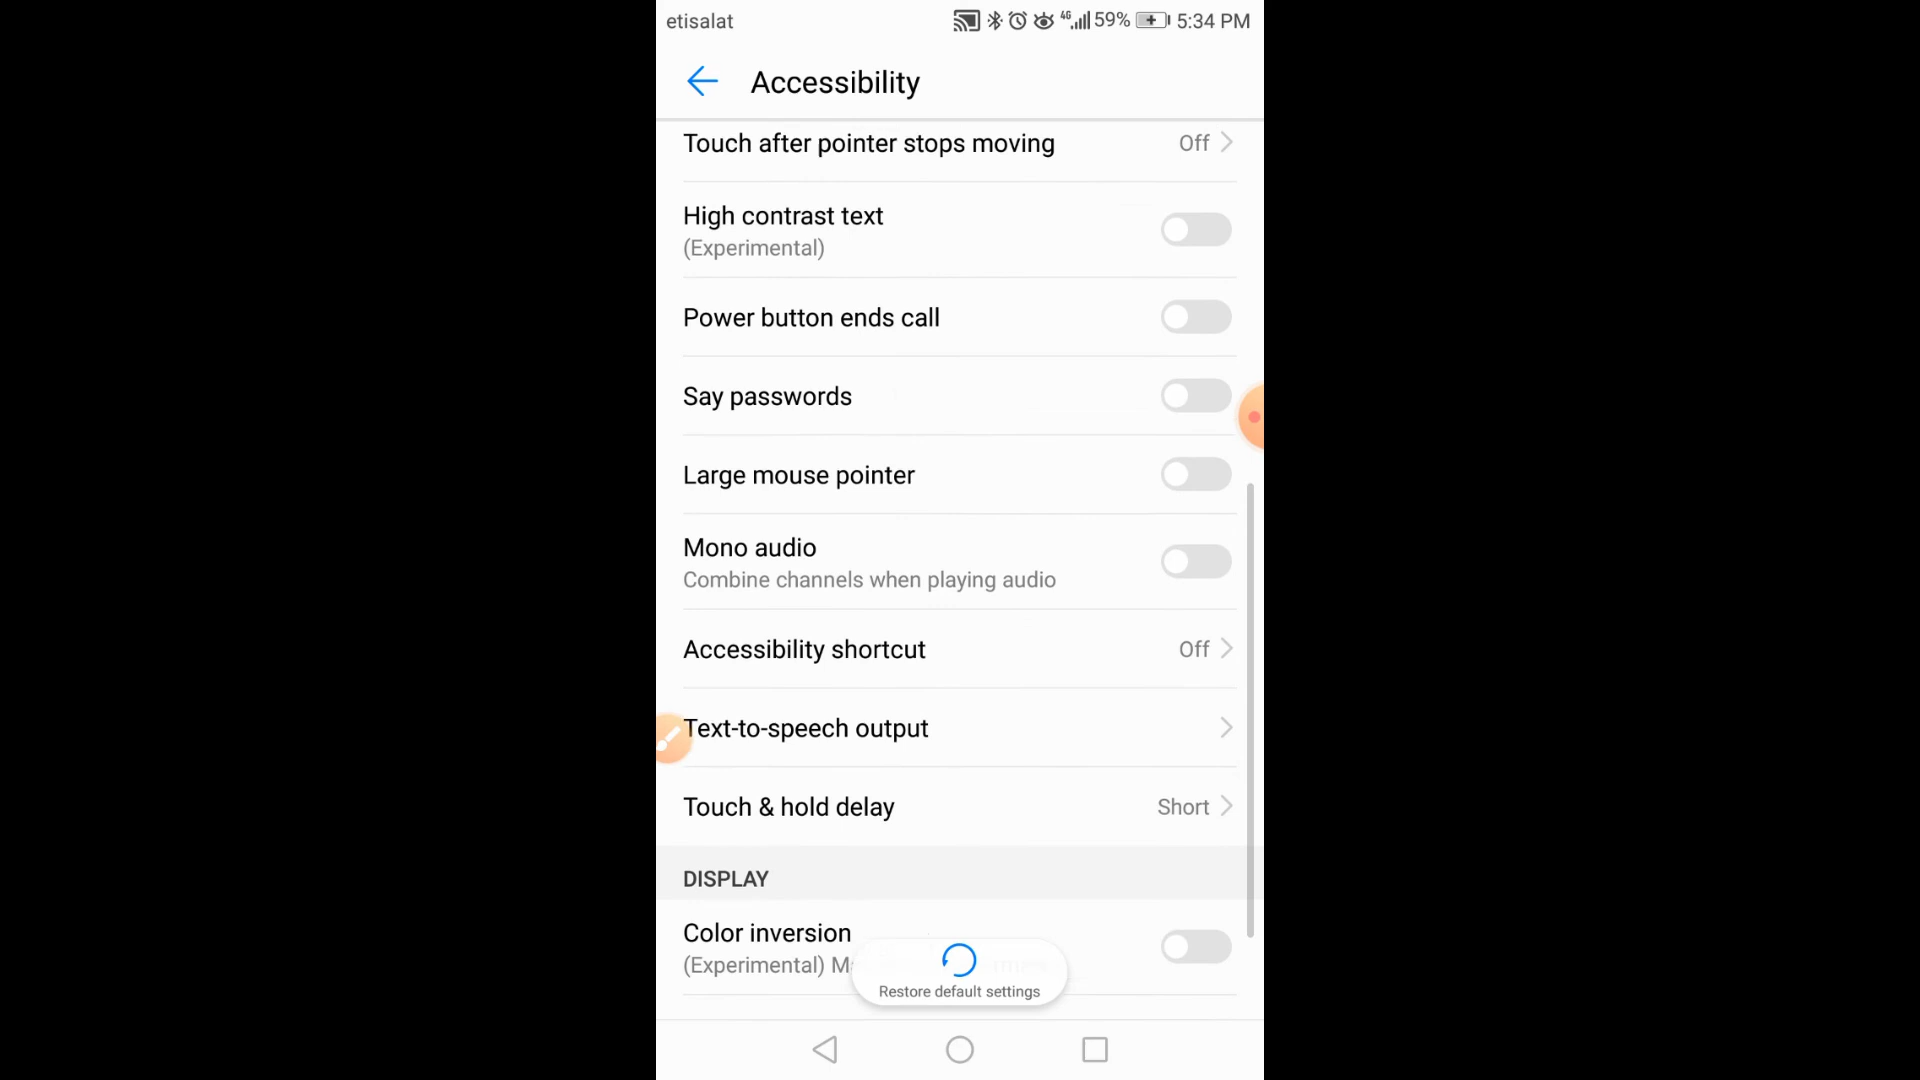 etisalat 4G 59% 5:34 PM
Accessibility
Touch after pointer stops moving Off
High contrast text
(Experimental)
Power button ends call
Say passwords
Large mouse pointer
Mono audio
Combine channels when playing audio
Accessibility shortcut Off
Text-to-speech output
Touch & hold delay Short
DISPLAY
Color inversion
(Experimental)
Restore default settings